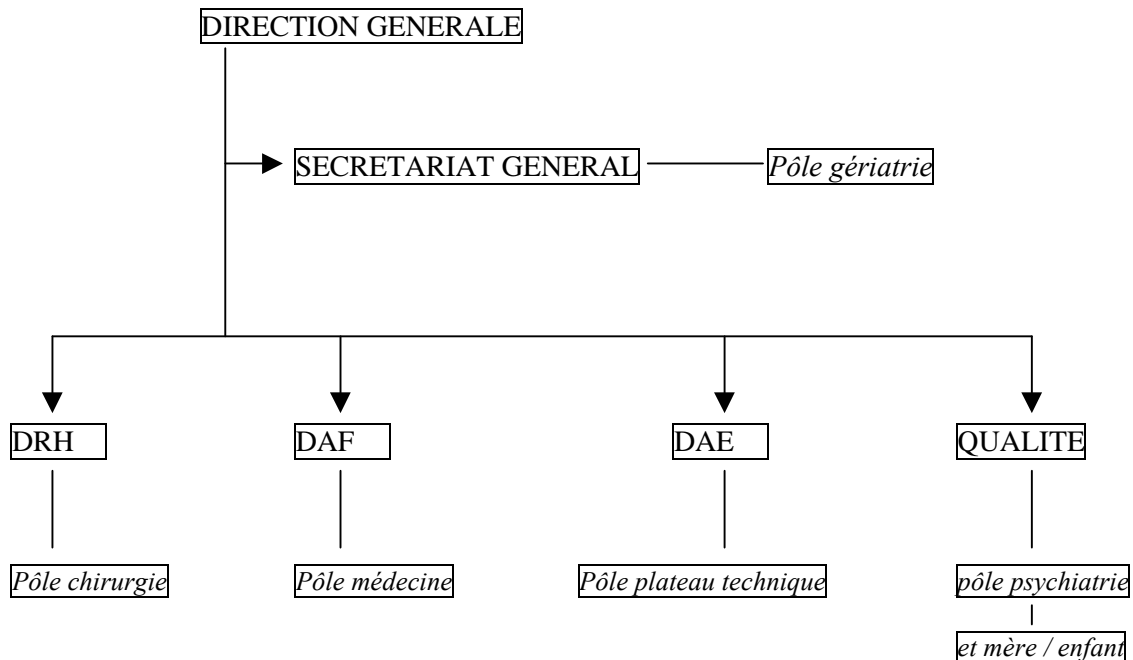 DIRECTION GENERALE
SECRETARIAT GENERAL
Pôle gériatrie
DRH
DAF
DAE
QUALITE
Pôle chirurgie
Pôle médecine
Pôle plateau technique
pôle psychiatrie
et mère / enfant